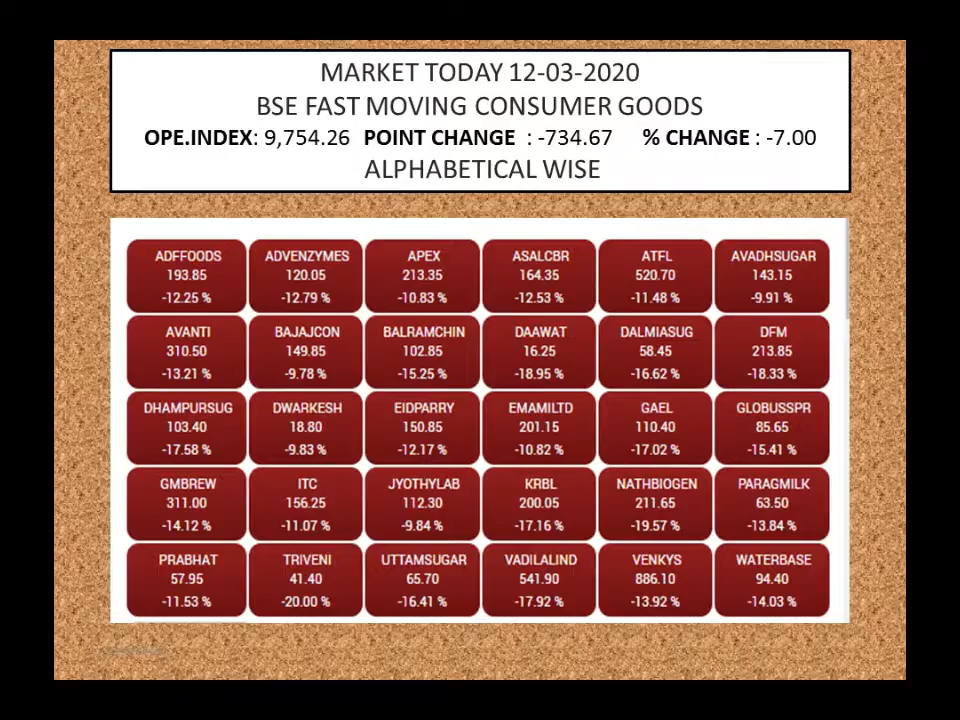 MARKET TODAY 12-03-2020
BSE FAST MOVING CONSUMER GOODS
OPE.INDEX: 9,754.26 POINT CHANGE : -734.67 % CHANGE : -7.00
ALPHABETICAL WISE
ADFFOODS ADVENZYMES APEX ASALCBR ATFL AVADHSUGAR
193.85 120.05 213.35 164.35 520.70 143.15
-12.25 % -12.79 % -10.83 % -12.53 % -11.48 % -9.91 %
AVANTI BAJAJCON BALRAMCHIN DAAWAT DALMIASUG DFM
310.50 149.85 102.85 16.25 58.45 213.85
-13.21 % -9.78 % -15.25 % -18.95 % -16.62 % -18.33 %
DHAMPURSUG DWARKESH EIDPARRY EMAMILTD GAEL GLOBUSSPR
103.40 18.80 150.85 201.15 110.40 85.65
-17.58 % -9.83 % -12.17 % -10.82 % -17.02 % -15.41 %
GMBREW ITC JYOTHYLAB KRBL NATHBIOGEN PARAGMILK
311.00 156.25 112.30 200.05 211.65 63.50
-14.12 % -11.07 % -9.84 % -17.16 % -19.57 % -13.84 %
PRABHAT TRIVENI UTTAMSUGAR VADILALIND VENKYS WATERBASE
57.95 41.40 65.70 541.90 886.10 94.40
-11.53 % -20.00 % -16.41 % -17.92 % -13.92 % -14.03 %